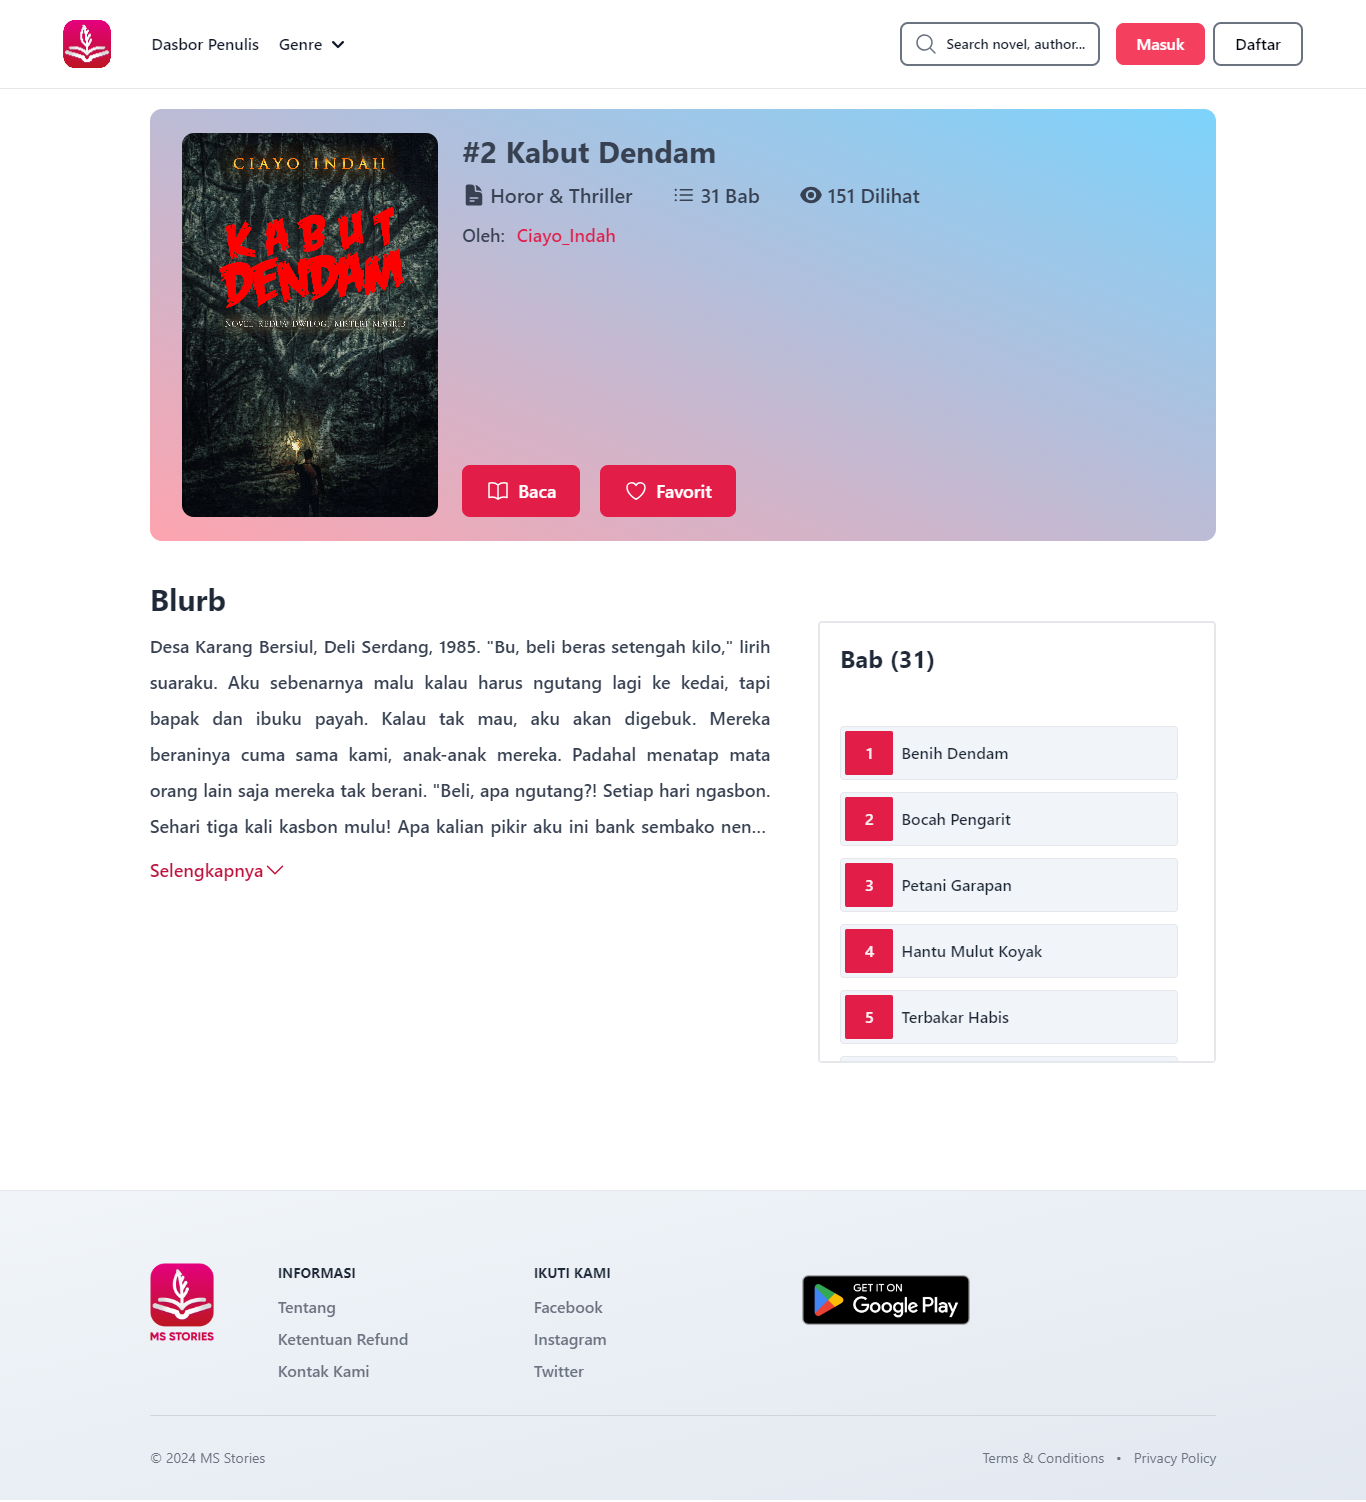 Dasbor Penulis
Genre
Search novel, author...
Masuk
Daftar
CIAYO INDAH
KABUT
DENDAM
NOVEL KEDUA DWILOGI MISTERI MAGRIB
#2 Kabut Dendam
Horor & Thriller
31 Bab
151 Dilihat
Oleh: Ciayo_Indah
Baca
Favorit
Blurb
Desa Karang Bersiul, Deli Serdang, 1985. "Bu, beli beras setengah kilo," lirih
suaraku. Aku sebenarnya malu kalau harus ngutang lagi ke kedai, tapi
bapak dan ibuku payah. Kalau tak mau, aku akan digebuk. Mereka
beraninya cuma sama kami, anak-anak mereka. Padahal menatap mata
orang lain saja mereka tak berani. "Beli, apa ngutang?! Setiap hari ngasbon.
Sehari tiga kali kasbon mulu! Apa kalian pikir aku ini bank sembako nen...
Selengkapnya
Bab (31)
1 Benih Dendam
2 Bocah Pengarit
3 Petani Garapan
4 Hantu Mulut Koyak
5 Terbakar Habis
MS STORIES
INFORMASI
Tentang
Ketentuan Refund
Kontak Kami
IKUTI KAMI
Facebook
Instagram
Twitter
GET IT ON
Google Play
© 2024 MS Stories
Terms & Conditions • Privacy Policy